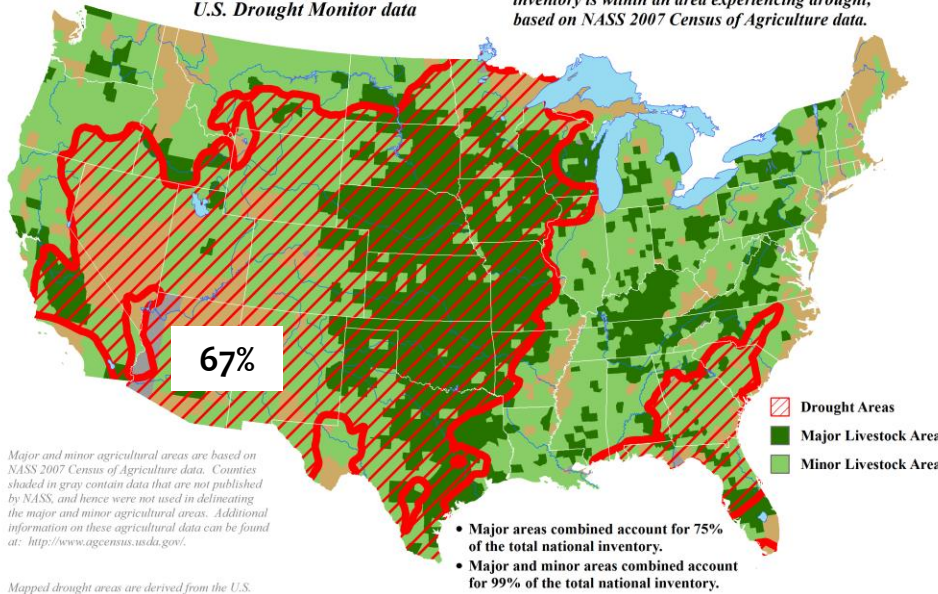 U.S. Drought Monitor data
inventory is within an area experiencing drought,
based on NASS 2007 Census of Agriculture data.
67%
Drought Areas
Major Livestock Area
Minor Livestock Area
Major and minor agricultural areas are based on
NASS 2007 Census of Agriculture data. Counties
shaded in gray contain data that are not published
by NASS, and hence were not used in delineating
the major and minor agricultural areas. Additional
information on these agricultural data can be found
at: http://www.agcensus.usda.gov/.
• Major areas combined account for 75%
of the total national inventory.
• Major and minor areas combined account
for 99% of the total national inventory.
Mapped drought areas are derived from the U.S.